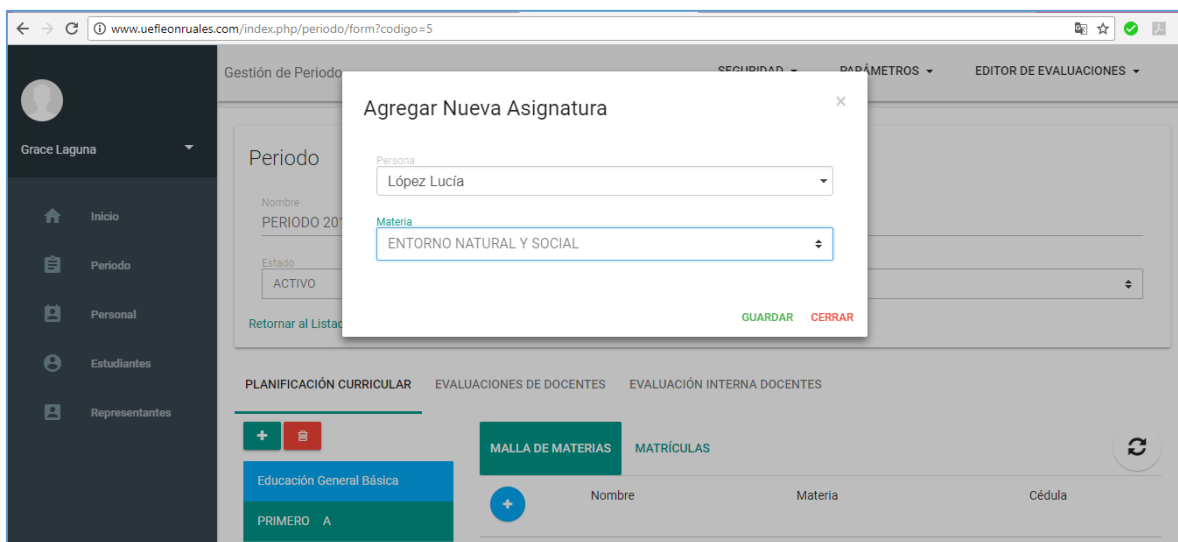 www.uefleonruales.com/index.php/periodo/form?codigo=5
Gestión de Periodo
SEGURIDAD
PARÁMETROS
EDITOR DE EVALUACIONES
Grace Laguna
Inicio
Periodo
Personal
Estudiantes
Representantes
Agregar Nueva Asignatura
×
Persona
López Lucía
Materia
ENTORNO NATURAL Y SOCIAL
GUARDAR CERRAR
Periodo
Nombre
PERIODO 201
Estado
ACTIVO
Retornar al Listad
PLANIFICACIÓN CURRICULAR EVALUACIONES DE DOCENTES EVALUACIÓN INTERNA DOCENTES
MALLA DE MATERIAS MATRÍCULAS
Educación General Básica
PRIMERO A
Nombre Materia Cédula